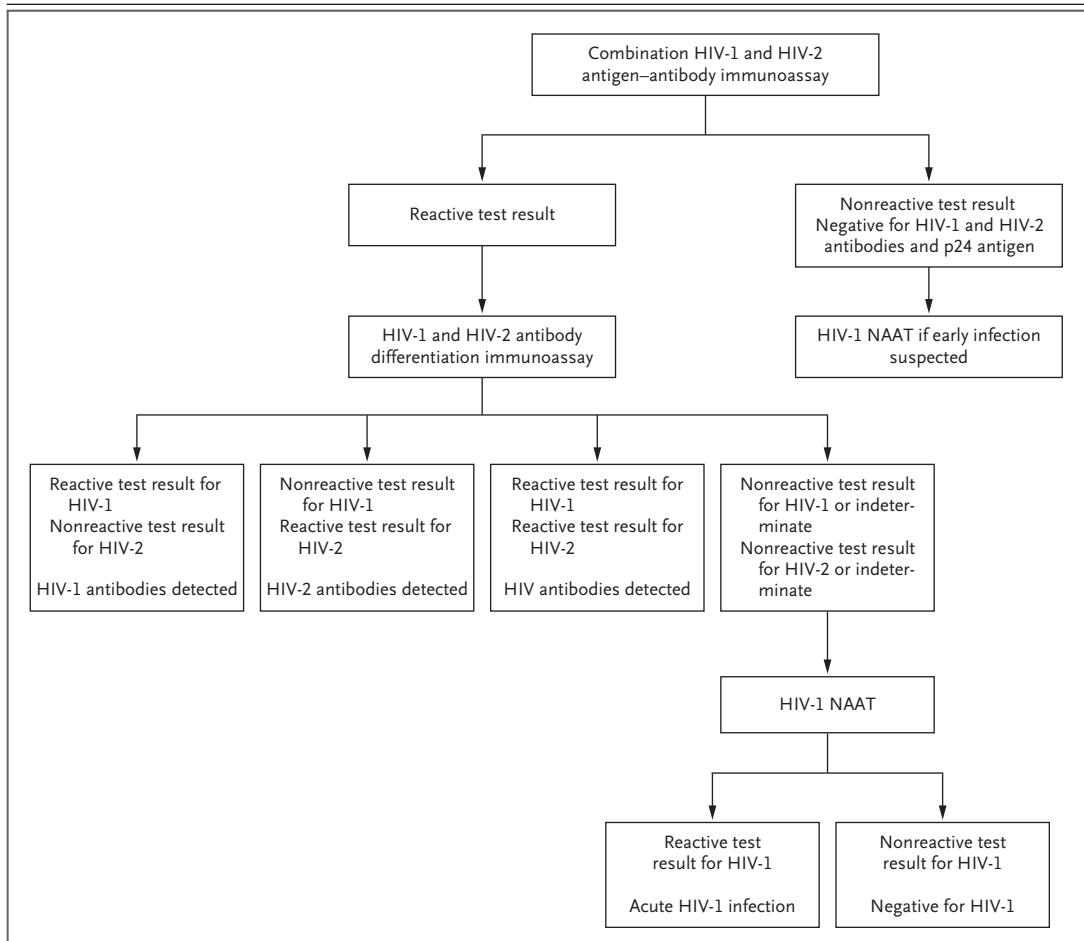 Combination HIV-1 and HIV-2
antigen–antibody immunoassay
Reactive test result
Nonreactive test result
Negative for HIV-1 and HIV-2
antibodies and p24 antigen
HIV-1 and HIV-2 antibody
differentiation immunoassay
HIV-1 NAAT if early infection
suspected
Reactive test result for
HIV-1
Nonreactive test result
for HIV-2
HIV-1 antibodies detected
Nonreactive test result
for HIV-1
Reactive test result for
HIV-2
HIV-2 antibodies detected
Reactive test result for
HIV-1
Reactive test result for
HIV-2
HIV antibodies detected
Nonreactive test result
for HIV-1 or indeter-
minate
Nonreactive test result
for HIV-2 or indeter-
minate
HIV-1 NAAT
Reactive test
result for HIV-1
Acute HIV-1 infection
Nonreactive test
result for HIV-1
Negative for HIV-1